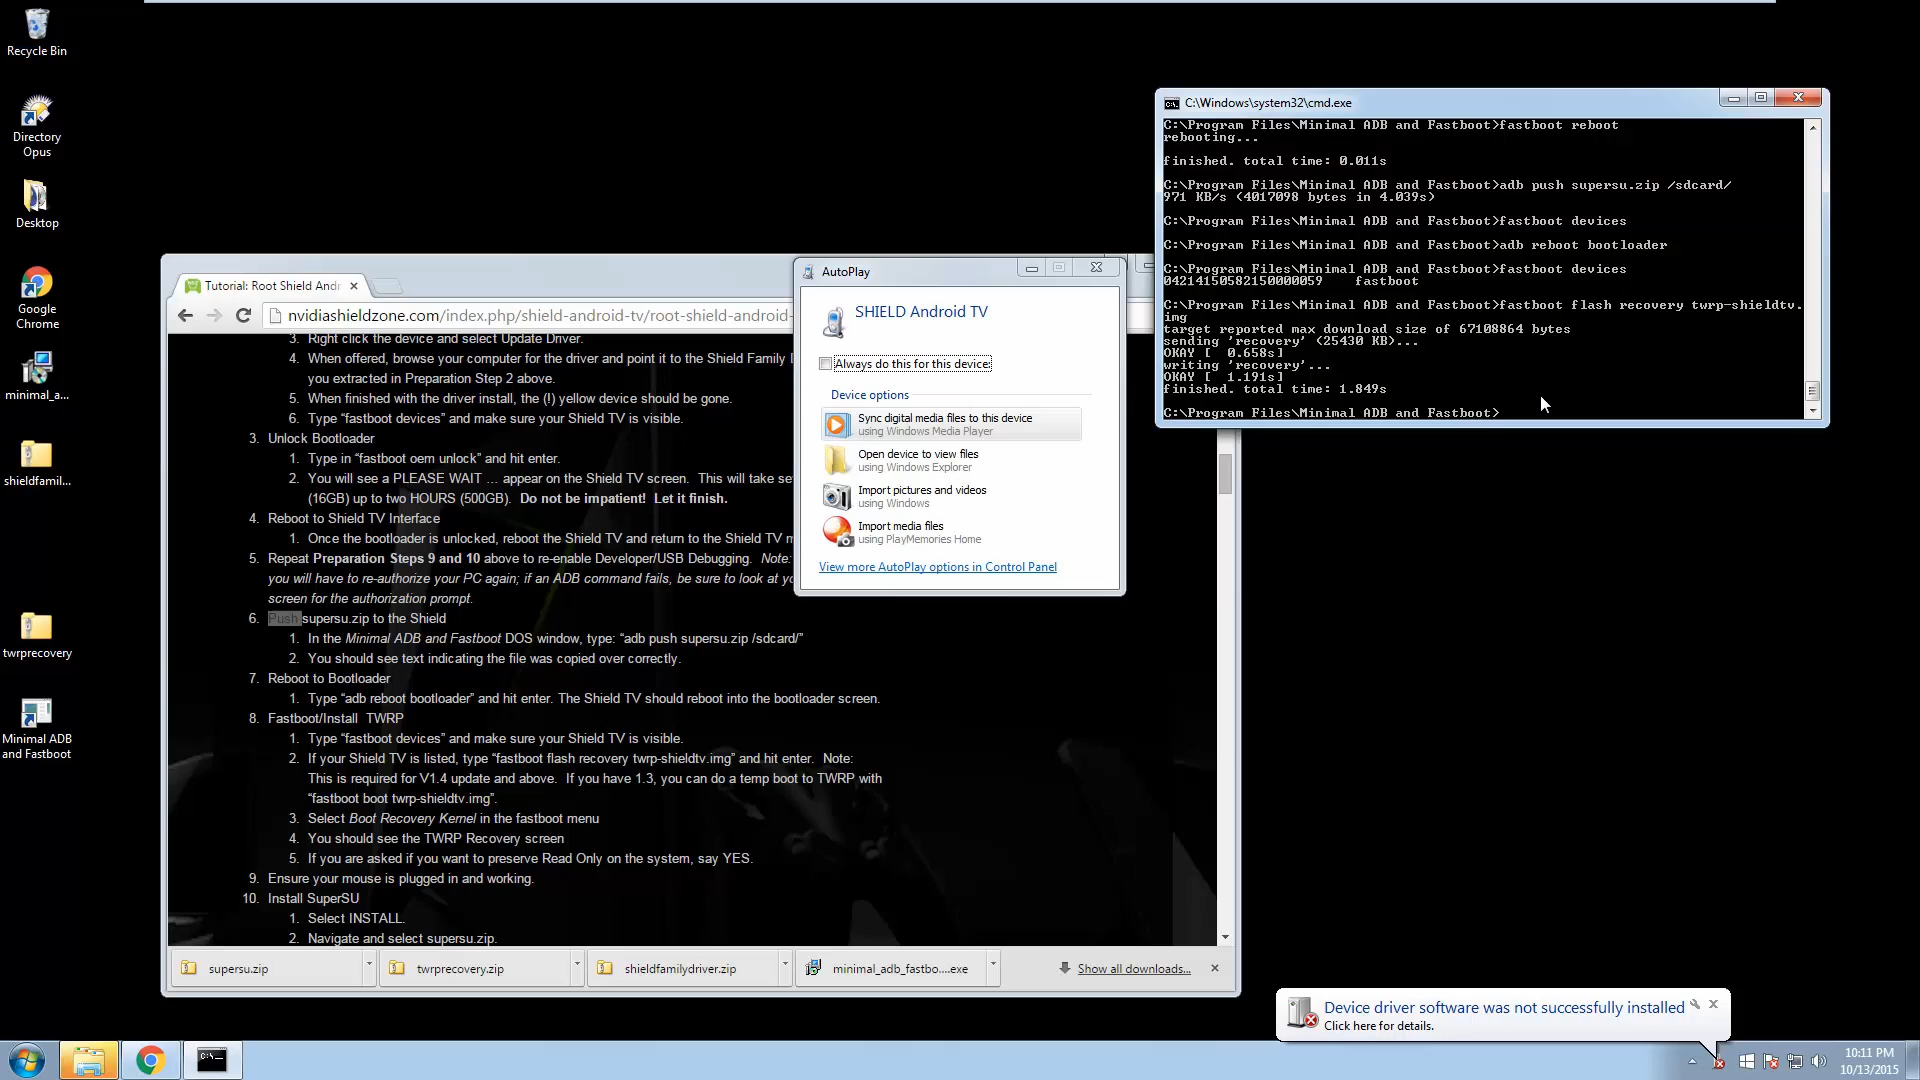 Recycle Bin
Directory
Opus
Desktop
Google
Chrome
minimal_a...
shieldfamil...
twrprecovery
Minimal ADB
and Fastboot
Tutorial: Root Shield Andr
nvidiashieldzone.com/index.php/shield-android-tv/root-shield-android-
3. Right click the device and select Update Driver.
4. When offered, browse your computer for the driver and point it to the Shield Family
you extracted in Preparation Step 2 above.
5. When finished with the driver install, the (!) yellow device should be gone.
6. Type “fastboot devices” and make sure your Shield TV is visible.
3. Unlock Bootloader
1. Type in “fastboot oem unlock” and hit enter.
2. You will see a PLEASE WAIT … appear on the Shield TV screen. This will take se
(16GB) up to two HOURS (500GB). Do not be impatient! Let it finish.
4. Reboot to Shield TV Interface
1. Once the bootloader is unlocked, reboot the Shield TV and return to the Shield TV m
5. Repeat Preparation Steps 9 and 10 above to re-enable Developer/USB Debugging. Note:
you will have to re-authorize your PC again; if an ADB command fails, be sure to look at yo
screen for the authorization prompt.
6. Push supersu.zip to the Shield
1. In the Minimal ADB and Fastboot DOS window, type: “adb push supersu.zip /sdcard/”
2. You should see text indicating the file was copied over correctly.
7. Reboot to Bootloader
1. Type “adb reboot bootloader” and hit enter. The Shield TV should reboot into the bootloader screen.
8. Fastboot/Install TWRP
1. Type “fastboot devices” and make sure your Shield TV is visible.
2. If your Shield TV is listed, type “fastboot flash recovery twrp-shieldtv.img” and hit enter. Note:
This is required for V1.4 update and above. If you have 1.3, you can do a temp boot to TWRP with
“fastboot boot twrp-shieldtv.img”.
3. Select Boot Recovery Kernel in the fastboot menu
4. You should see the TWRP Recovery screen
5. If you are asked if you want to preserve Read Only on the system, say YES.
9. Ensure your mouse is plugged in and working.
10. Install SuperSU
1. Select INSTALL.
2. Navigate and select supersu.zip.
supersu.zip
twrprecovery.zip
shieldfamilydriver.zip
minimal_adb_fastbo....exe
Show all downloads...
AutoPlay
SHIELD Android TV
Always do this for this device:
Device options
Sync digital media files to this device
using Windows Media Player
Open device to view files
using Windows Explorer
Import pictures and videos
using Windows
Import media files
using PlayMemories Home
View more AutoPlay options in Control Panel
C:\Windows\system32\cmd.exe
C:\Program Files\Minimal ADB and Fastboot>fastboot reboot
rebooting...
finished. total time: 0.011s
C:\Program Files\Minimal ADB and Fastboot>adb push supersu.zip /sdcard/
971 KB/s (4017098 bytes in 4.039s)
C:\Program Files\Minimal ADB and Fastboot>fastboot devices
C:\Program Files\Minimal ADB and Fastboot>adb reboot bootloader
C:\Program Files\Minimal ADB and Fastboot>fastboot devices
0421415058215000​0059 fastboot
C:\Program Files\Minimal ADB and Fastboot>fastboot flash recovery twrp-shieldtv.
img
target reported max download size of 67108864 bytes
sending 'recovery' (25430 KB)...
OKAY [ 0.658s]
writing 'recovery'...
OKAY [ 1.191s]
finished. total time: 1.849s
C:\Program Files\Minimal ADB and Fastboot>
Device driver software was not successfully installed
Click here for details.
10:11 PM
10/13/2015